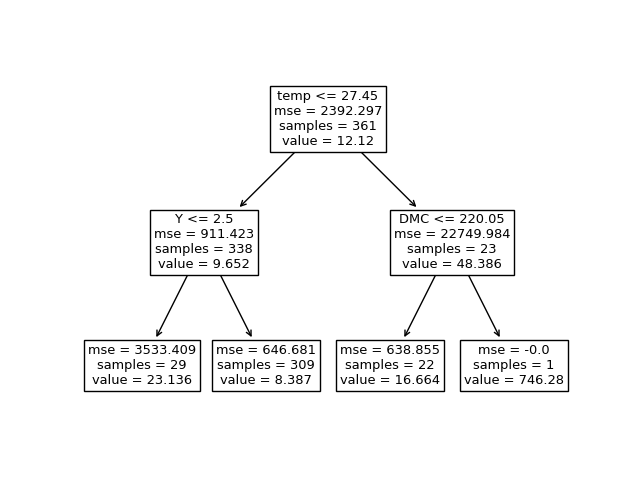 temp <= 27.45
mse = 2392.297
samples = 361
value = 12.12
Y <= 2.5
mse = 911.423
samples = 338
value = 9.652
DMC <= 220.05
mse = 22749.984
samples = 23
value = 48.386
mse = 3533.409
samples = 29
value = 23.136
mse = 646.681
samples = 309
value = 8.387
mse = 638.855
samples = 22
value = 16.664
mse = -0.0
samples = 1
value = 746.28